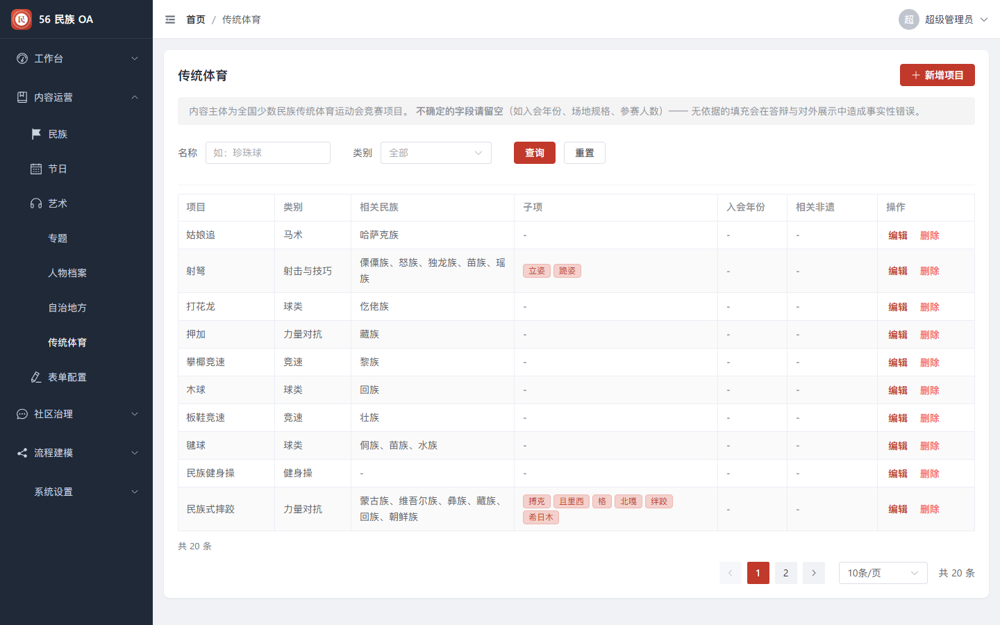 民 56 民族 OA
首页 / 传统体育
超 超级管理员
工作台
内容运营
民族
节日
艺术
专题
人物档案
自治地方
传统体育
表单配置
社区治理
流程建模
系统设置
传统体育
新增项目
内容主体为全国少数民族传统体育运动会竞赛项目。 不确定的字段请留空（如入会年份、场地规格、参赛人数）—— 无依据的填充会在答辩与对外展示中造成事实性错误。
名称 如：珍珠球 类别 全部 查询 重置
项目 类别 相关民族 子项 入会年份 相关非遗 操作
姑娘追 马术 哈萨克族 - - - 编辑 删除
射弩 射击与技巧 傈僳族、怒族、独龙族、苗族、瑶族 立姿 跪姿 - - 编辑 删除
打花龙 球类 仡佬族 - - - 编辑 删除
押加 力量对抗 藏族 - - - 编辑 删除
攀椰竞速 竞速 黎族 - - - 编辑 删除
木球 球类 回族 - - - 编辑 删除
板鞋竞速 竞速 壮族 - - - 编辑 删除
毽球 球类 侗族、苗族、水族 - - - 编辑 删除
民族健身操 健身操 - - - - 编辑 删除
民族式摔跤 力量对抗 蒙古族、维吾尔族、彝族、藏族、回族、朝鲜族 搏克 且里西 格 北嘎 绊跤 希日木 - - 编辑 删除
共 20 条
1 2 10条/页 共 20 条